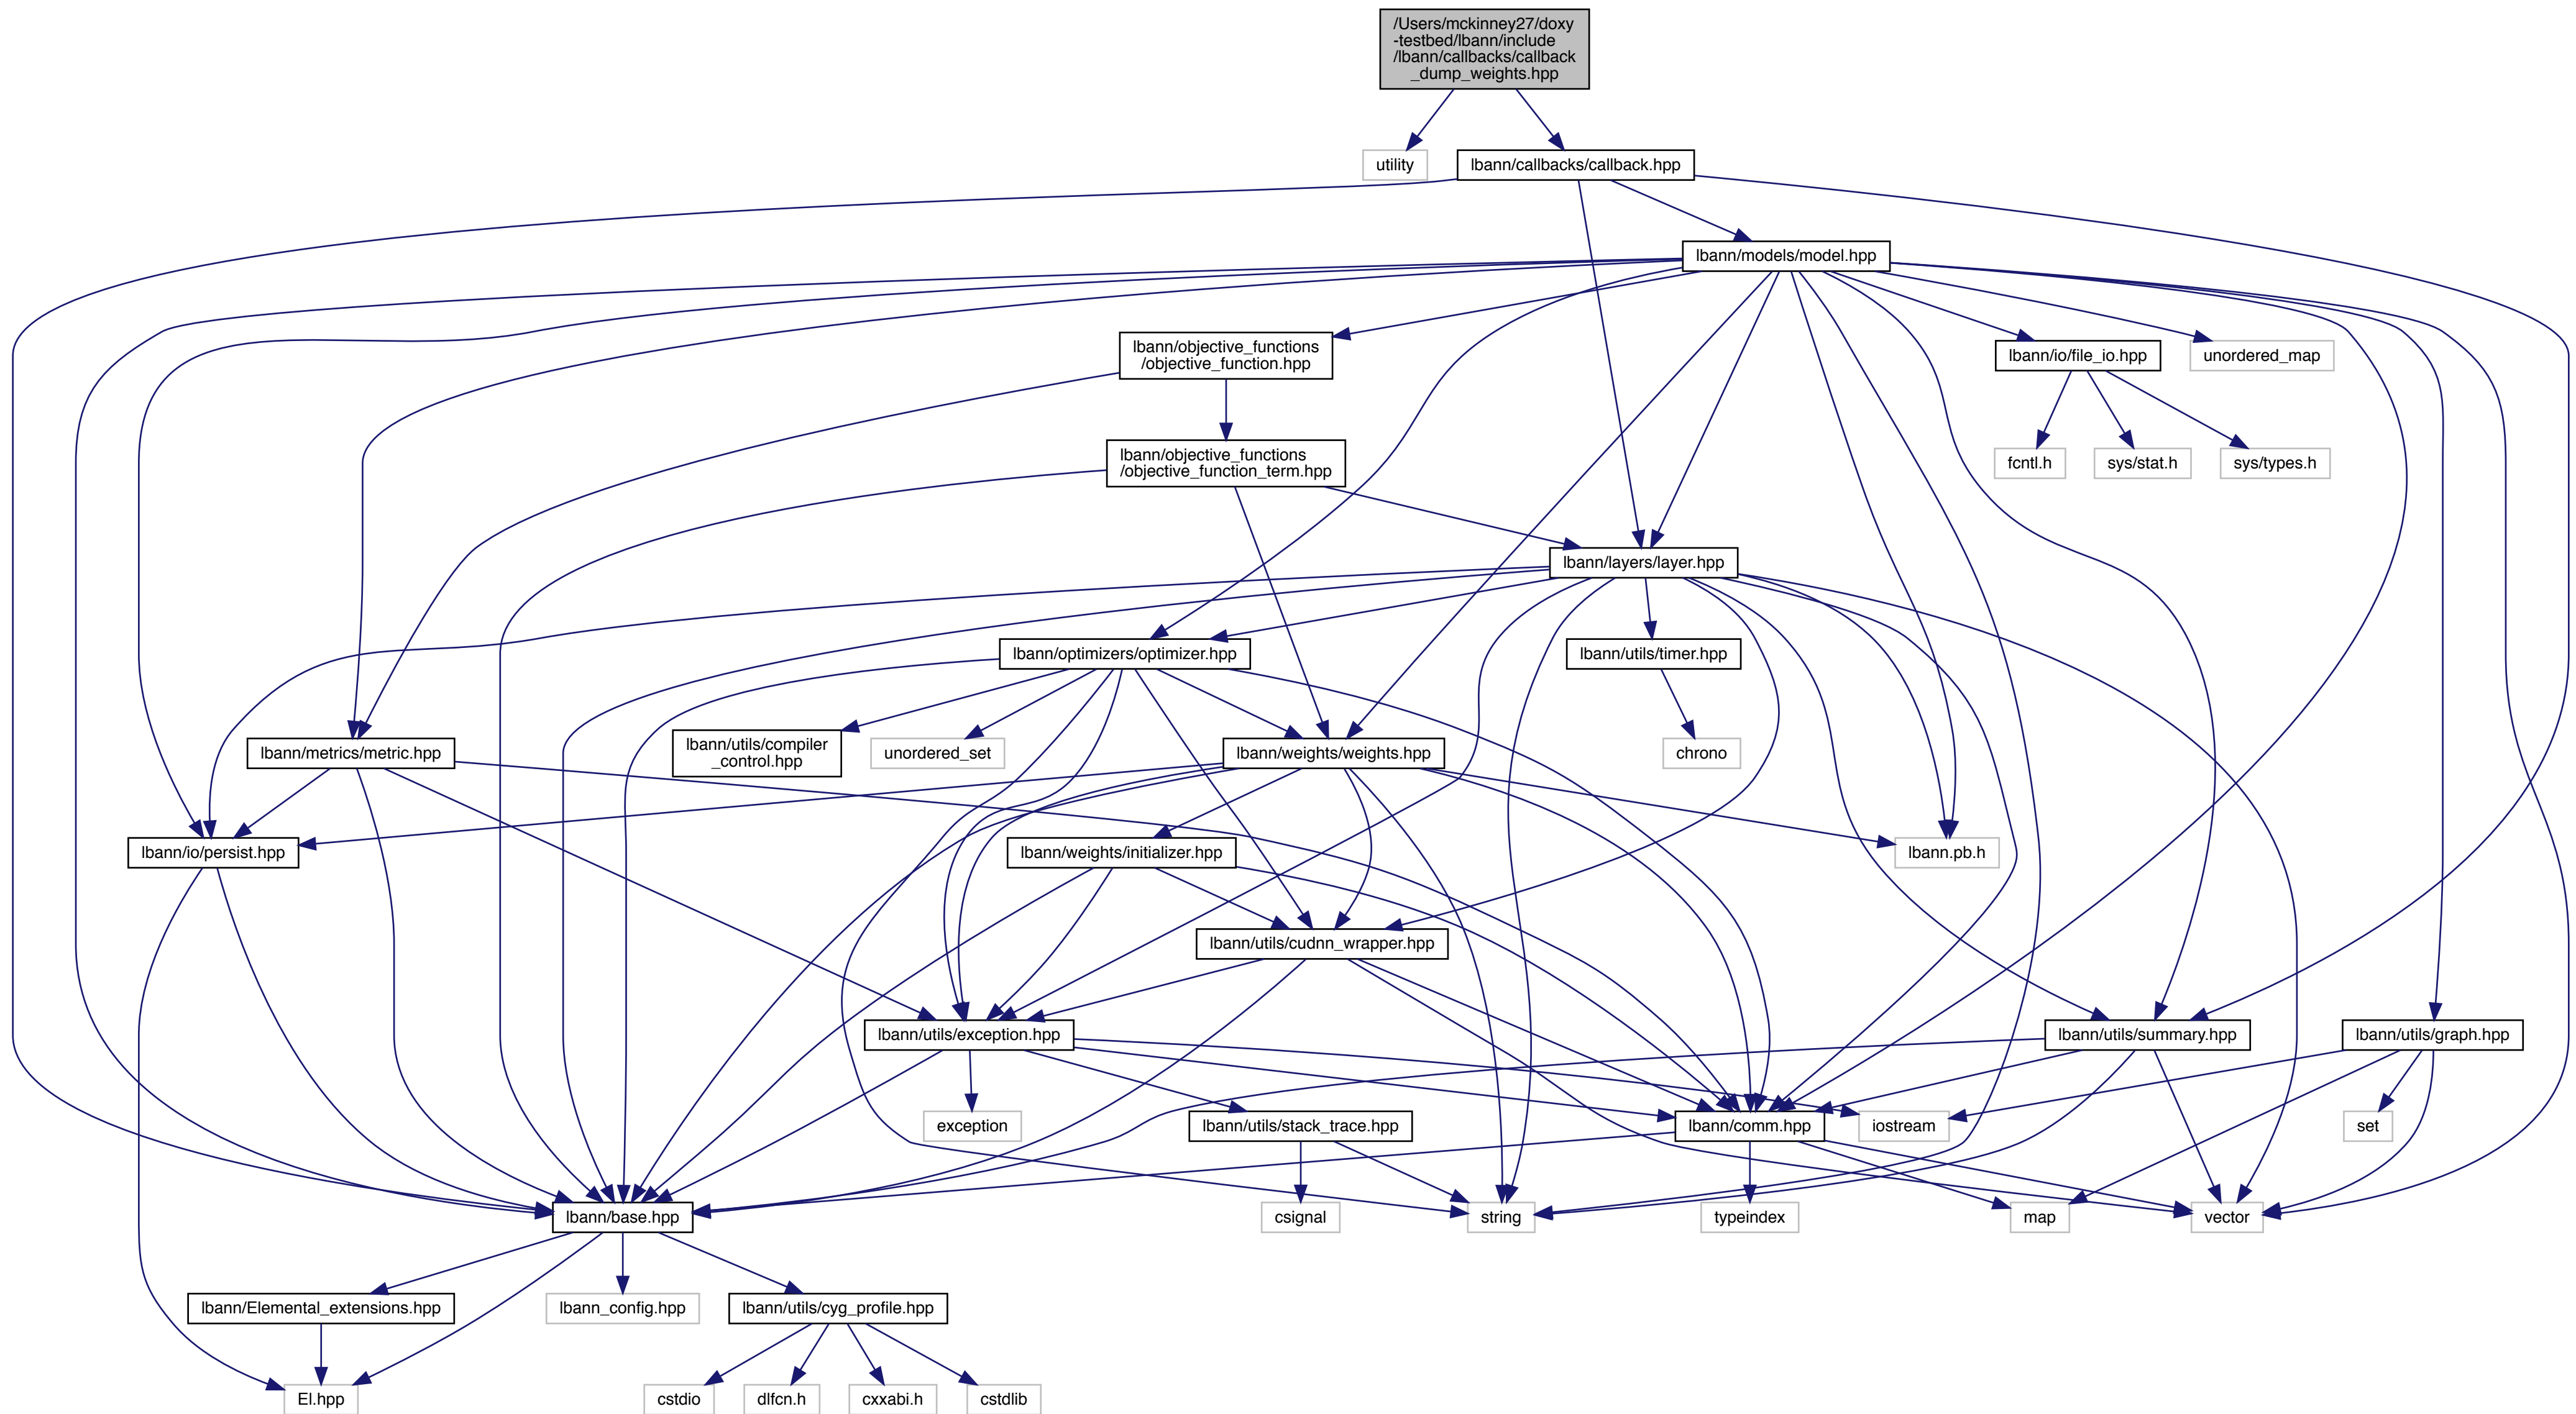 /Users/mckinney27/doxy
-testbed/lbann/include
/lbann/callbacks/callback
_dump_weights.hpp
utility
lbann/callbacks/callback.hpp
lbann/models/model.hpp
lbann/objective_functions
/objective_function.hpp
lbann/io/file_io.hpp
unordered_map
lbann/objective_functions
/objective_function_term.hpp
fcntl.h
sys/stat.h
sys/types.h
lbann/layers/layer.hpp
lbann/optimizers/optimizer.hpp
lbann/utils/timer.hpp
lbann/metrics/metric.hpp
lbann/utils/compiler
_control.hpp
unordered_set
lbann/weights/weights.hpp
chrono
lbann/io/persist.hpp
lbann/weights/initializer.hpp
lbann.pb.h
lbann/utils/cudnn_wrapper.hpp
lbann/utils/exception.hpp
lbann/utils/summary.hpp
lbann/utils/graph.hpp
exception
lbann/utils/stack_trace.hpp
lbann/comm.hpp
iostream
set
lbann/base.hpp
csignal
string
typeindex
map
vector
lbann/Elemental_extensions.hpp
lbann_config.hpp
lbann/utils/cyg_profile.hpp
El.hpp
cstdio
dlfcn.h
cxxabi.h
cstdlib